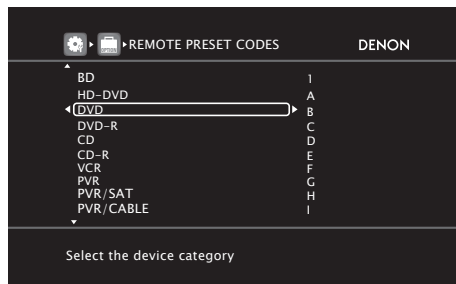 REMOTE PRESET CODES DENON
BD 1
HD-DVD A
DVD B
DVD-R C
CD D
CD-R E
VCR F
PVR G
PVR/SAT H
PVR/CABLE I
Select the device category